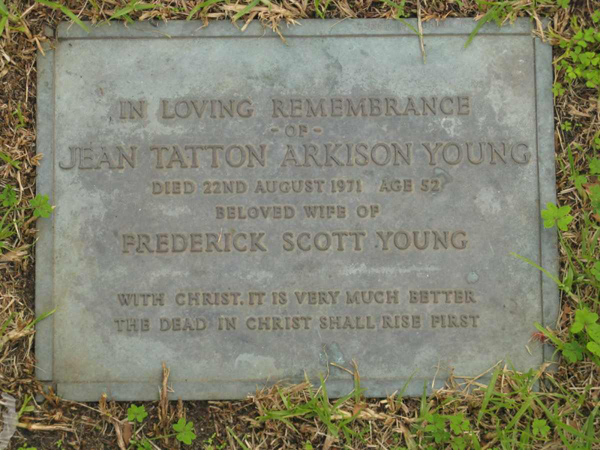 IN LOVING REMEMBRANCE
- OF -
JEAN TATTON ARKISON YOUNG
DIED 22ND AUGUST 1971 AGE 52
BELOVED WIFE OF
FREDERICK SCOTT YOUNG
WITH CHRIST. IT IS VERY MUCH BETTER
THE DEAD IN CHRIST SHALL RISE FIRST